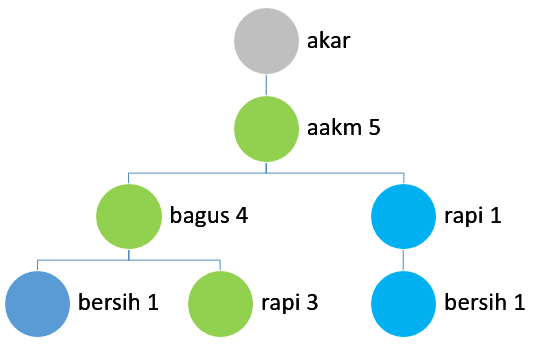 akar
aakm 5
bagus 4
rapi 1
bersih 1
rapi 3
bersih 1